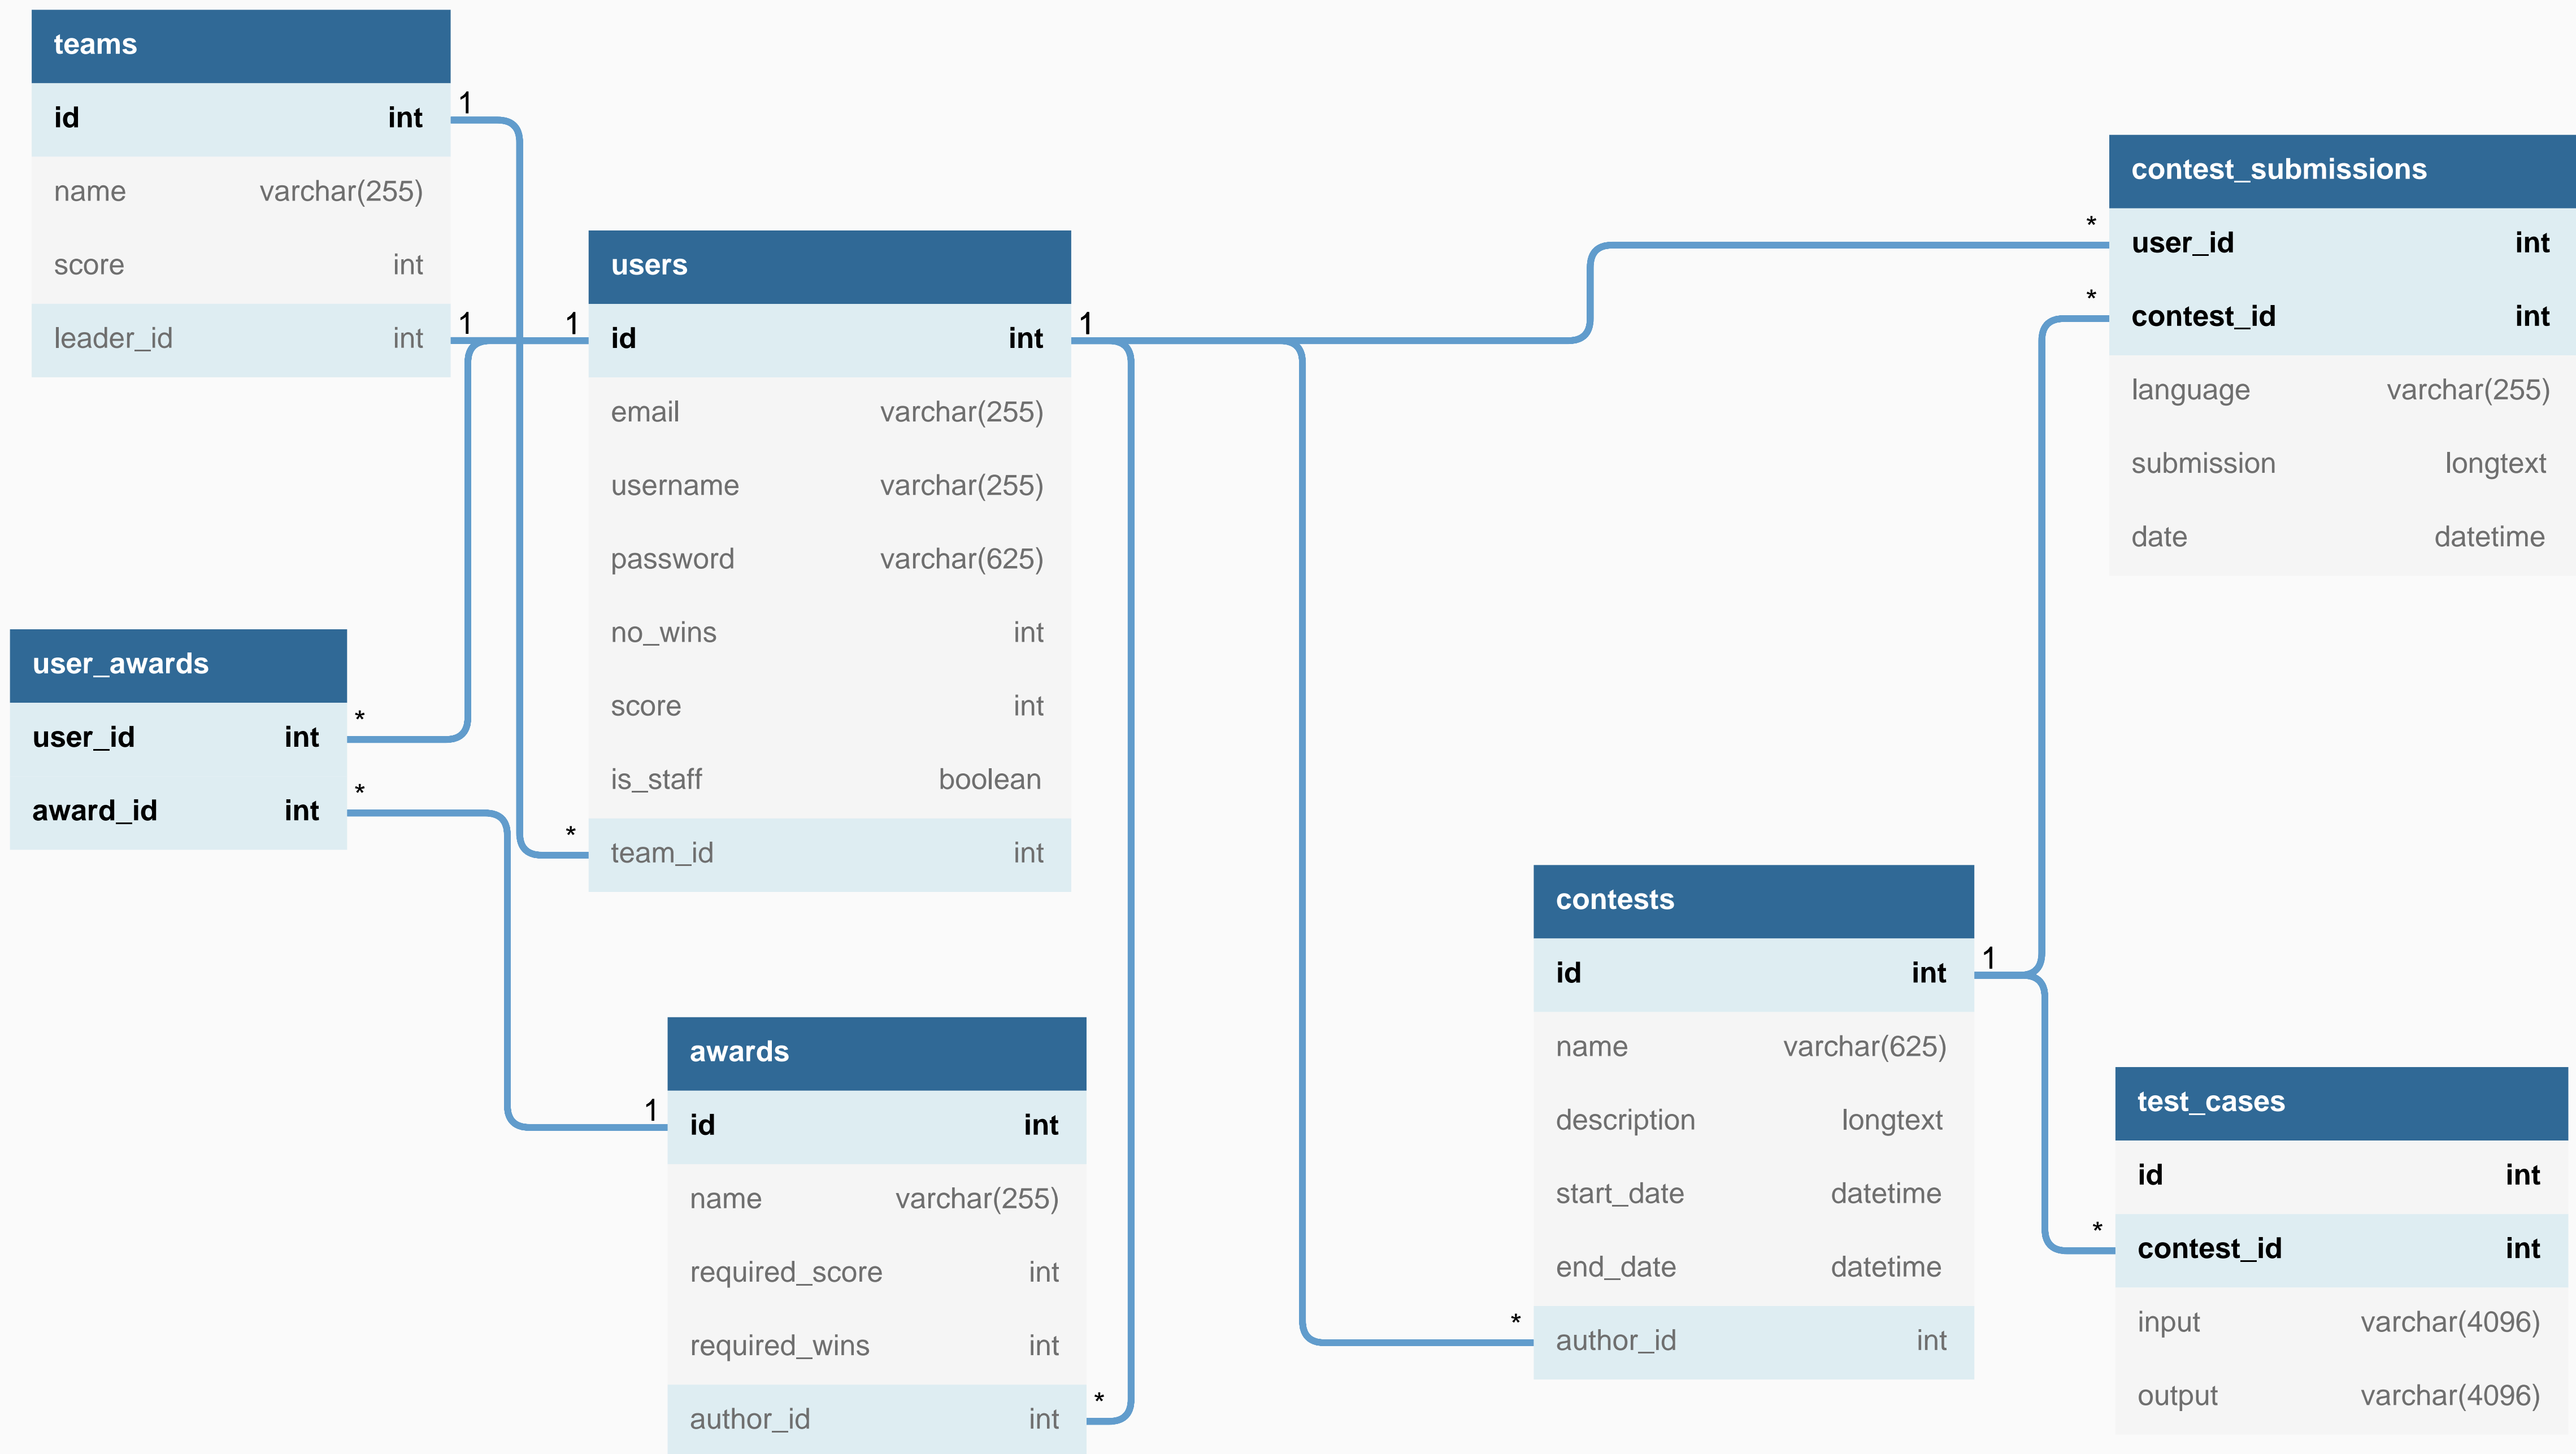 teams
id int
name varchar(255)
score int
leader_id int
1
1
users
id int
email varchar(255)
username varchar(255)
password varchar(625)
no_wins int
score int
is_staff boolean
team_id int
1
1
*
user_awards
user_id int
award_id int
*
*
awards
id int
name varchar(255)
required_score int
required_wins int
author_id int
1
*
contests
id int
name varchar(625)
description longtext
start_date datetime
end_date datetime
author_id int
1
*
contest_submissions
user_id int
contest_id int
language varchar(255)
submission longtext
date datetime
*
*
test_cases
id int
contest_id int
input varchar(4096)
output varchar(4096)
*